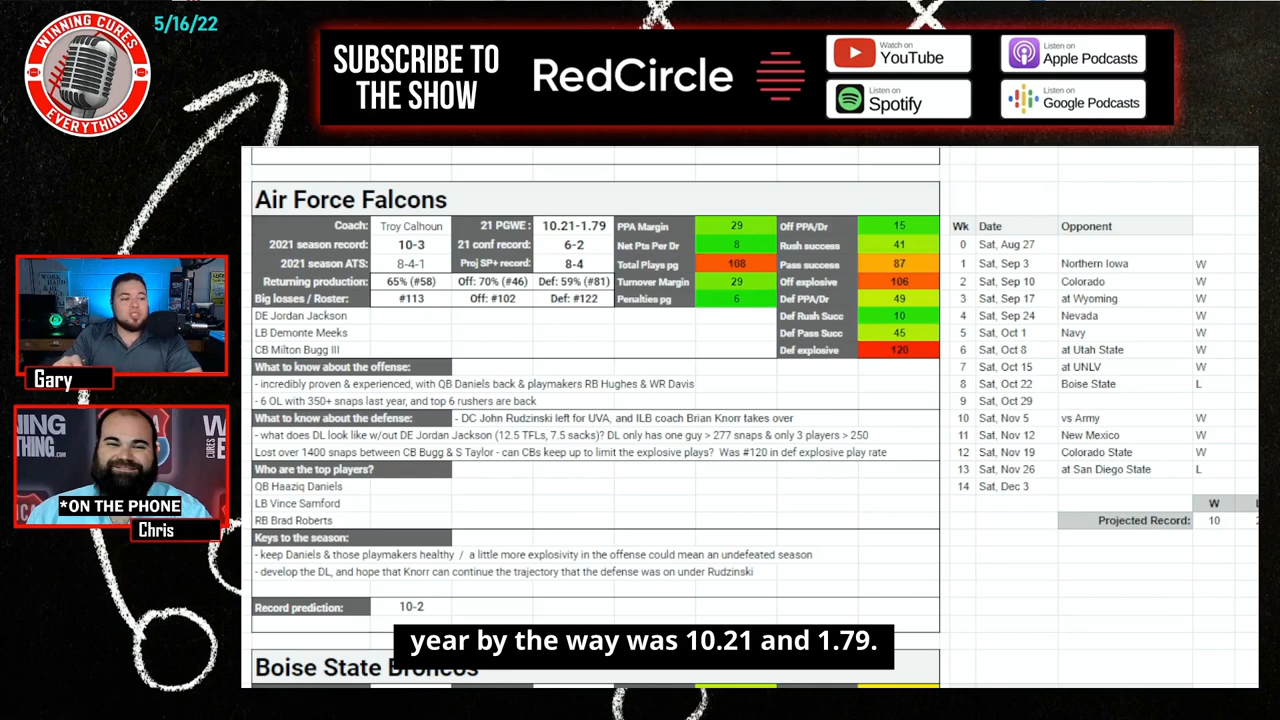 WINNING CURES
EVERYTHING
5/16/22
SUBSCRIBE TO
THE SHOW
RedCircle
Watch on
YouTube
Listen on
Apple Podcasts
Listen on
Spotify
Listen on
Google Podcasts
Air Force Falcons
Coach: Troy Calhoun 21 PGWE: 10.21-1.79 PPA Margin 29 Off PPA/Dr 15
2021 season record: 10-3 21 conf record: 6-2 Net Pts Per Dr 8 Rush success 41
2021 season ATS: 8-4-1 Proj SP+ record: 8-4 Total Plays pg 108 Pass success 87
Returning production: 65% (#58) Off: 70% (#46) Def: 59% (#81) Turnover Margin 29 Off explosive 106
Big losses / Roster: #113 Off: #102 Def: #122 Penalties pg 6 Def PPA/Dr 49
DE Jordan Jackson Def Rush Succ 10
LB Demonte Meeks Def Pass Succ 45
CB Milton Bugg III Def explosive 120
What to know about the offense:
- incredibly proven & experienced, with QB Daniels back & playmakers RB Hughes & WR Davis
- 6 OL with 350+ snaps last year, and top 6 rushers are back
What to know about the defense: - DC John Rudzinski left for UVA, and ILB coach Brian Knorr takes over
- what does DL look like w/out DE Jordan Jackson (12.5 TFLs, 7.5 sacks)? DL only has one guy > 277 snaps & only 3 players > 250
Lost over 1400 snaps between CB Bugg & S Taylor - can CBs keep up to limit the explosive plays? Was #120 in def explosive play rate
Who are the top players?
QB Haaziq Daniels
LB Vince Samford
RB Brad Roberts
Keys to the season:
- keep Daniels & those playmakers healthy / a little more explosivity in the offense could mean an undefeated season
- develop the DL, and hope that Knorr can continue the trajectory that the defense was on under Rudzinski
Record prediction: 10-2
Wk Date Opponent
0 Sat, Aug 27
1 Sat, Sep 3 Northern Iowa W
2 Sat, Sep 10 Colorado W
3 Sat, Sep 17 at Wyoming W
4 Sat, Sep 24 Nevada W
5 Sat, Oct 1 Navy W
6 Sat, Oct 8 at Utah State W
7 Sat, Oct 15 at UNLV W
8 Sat, Oct 22 Boise State L
9 Sat, Oct 29
10 Sat, Nov 5 vs Army W
11 Sat, Nov 12 New Mexico W
12 Sat, Nov 19 Colorado State W
13 Sat, Nov 26 at San Diego State L
14 Sat, Dec 3
W
Projected Record: 10
Gary
*ON THE PHONE
Chris
year by the way was 10.21 and 1.79.
Boise State Broncos